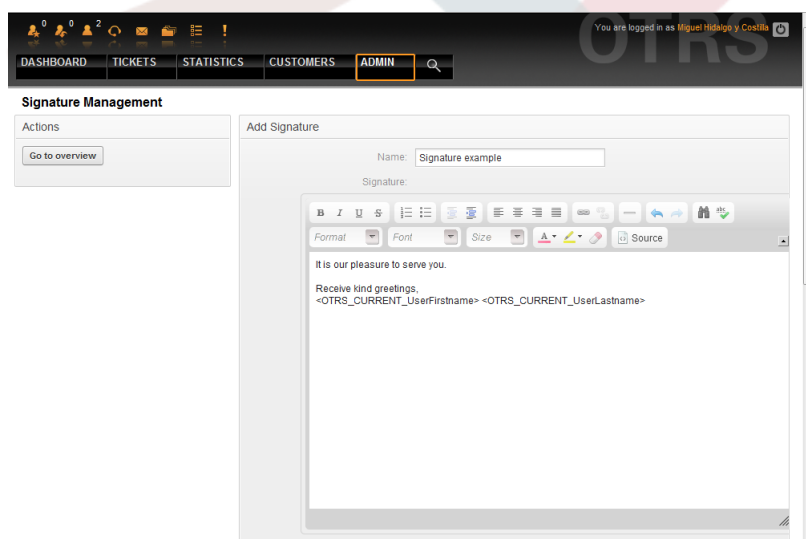 OTRS
0 0 2
You are logged in as Miguel Hidalgo y Costilla
DASHBOARD TICKETS STATISTICS CUSTOMERS ADMIN
Signature Management
Actions
Go to overview
Add Signature
Name: Signature example
Signature:
B I U S
abc
Format Font Size A Source
It is our pleasure to serve you.
Receive kind greetings,
<OTRS_CURRENT_UserFirstname> <OTRS_CURRENT_UserLastname>